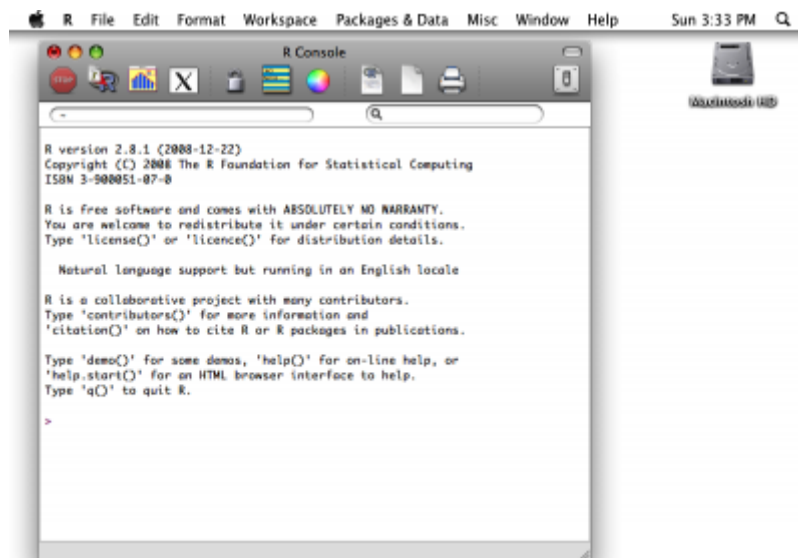 R File Edit Format Workspace Packages & Data Misc Window Help Sun 3:33 PM
R Console
STOP
X
R version 2.8.1 (2008-12-22)
Copyright (C) 2008 The R Foundation for Statistical Computing
ISBN 3-900051-07-0
R is free software and comes with ABSOLUTELY NO WARRANTY.
You are welcome to redistribute it under certain conditions.
Type 'license()' or 'licence()' for distribution details.
Natural language support but running in an English locale
R is a collaborative project with many contributors.
Type 'contributors()' for more information and
'citation()' on how to cite R or R packages in publications.
Type 'demo()' for some demos, 'help()' for on-line help, or
'help.start()' for an HTML browser interface to help.
Type 'q()' to quit R.
>
Macintosh HD